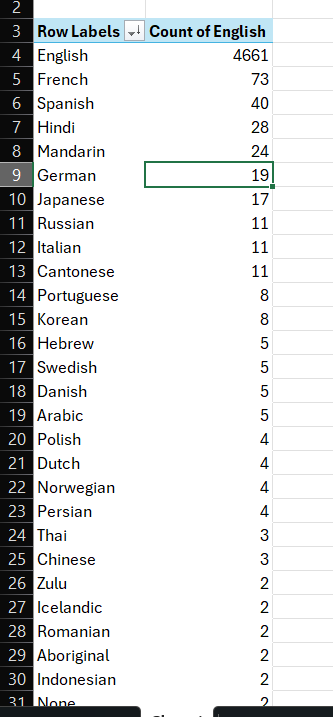 2
3 Row Labels Count of English
4 English 4661
5 French 73
6 Spanish 40
7 Hindi 28
8 Mandarin 24
9 German 19
10 Japanese 17
11 Russian 11
12 Italian 11
13 Cantonese 11
14 Portuguese 8
15 Korean 8
16 Hebrew 5
17 Swedish 5
18 Danish 5
19 Arabic 5
20 Polish 4
21 Dutch 4
22 Norwegian 4
23 Persian 4
24 Thai 3
25 Chinese 3
26 Zulu 2
27 Icelandic 2
28 Romanian 2
29 Aboriginal 2
30 Indonesian 2
31 None 2